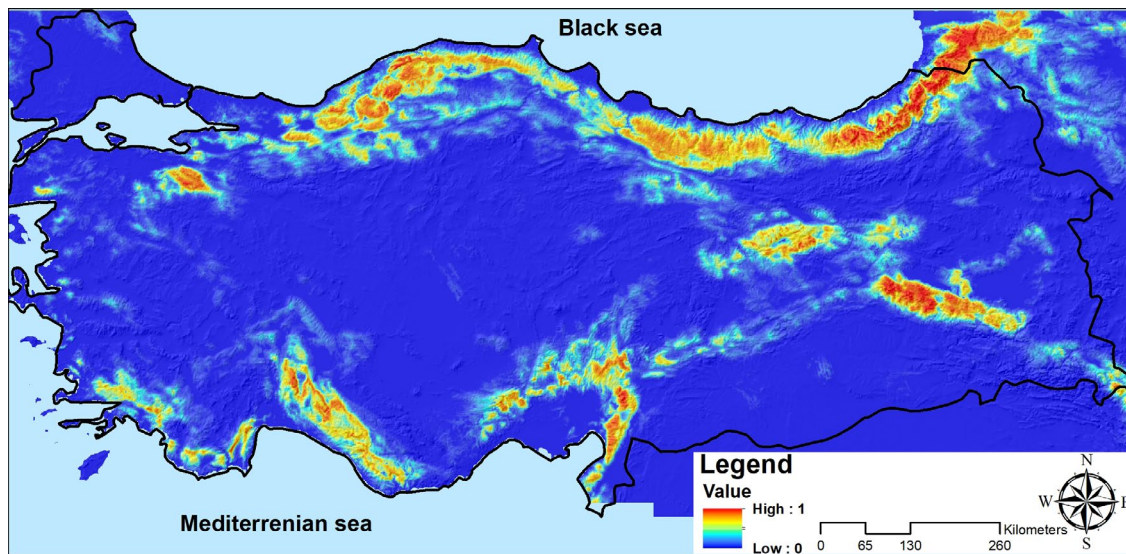 Black sea
Mediterrenian sea
Legend
Value
High : 1
Low : 0
Kilometers
0 65 130 260
N
W E
S